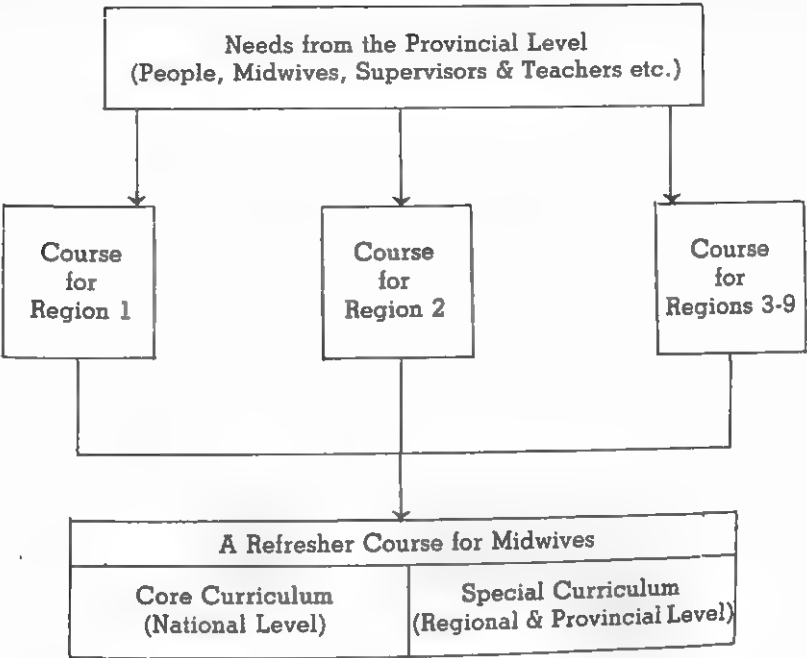 Needs from the Provincial Level
(People, Midwives, Supervisors & Teachers etc.)
Course
for
Region 1
Course
for
Region 2
Course
for
Regions 3-9
A Refresher Course for Midwives
Core Curriculum
(National Level)
Special Curriculum
(Regional & Provincial Level)